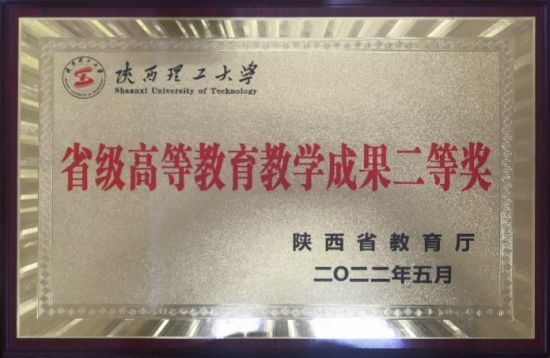 陕西理工大学
Shaanxi University of Technology
省级高等教育教学成果二等奖
陕西省教育厅
二〇二二年五月